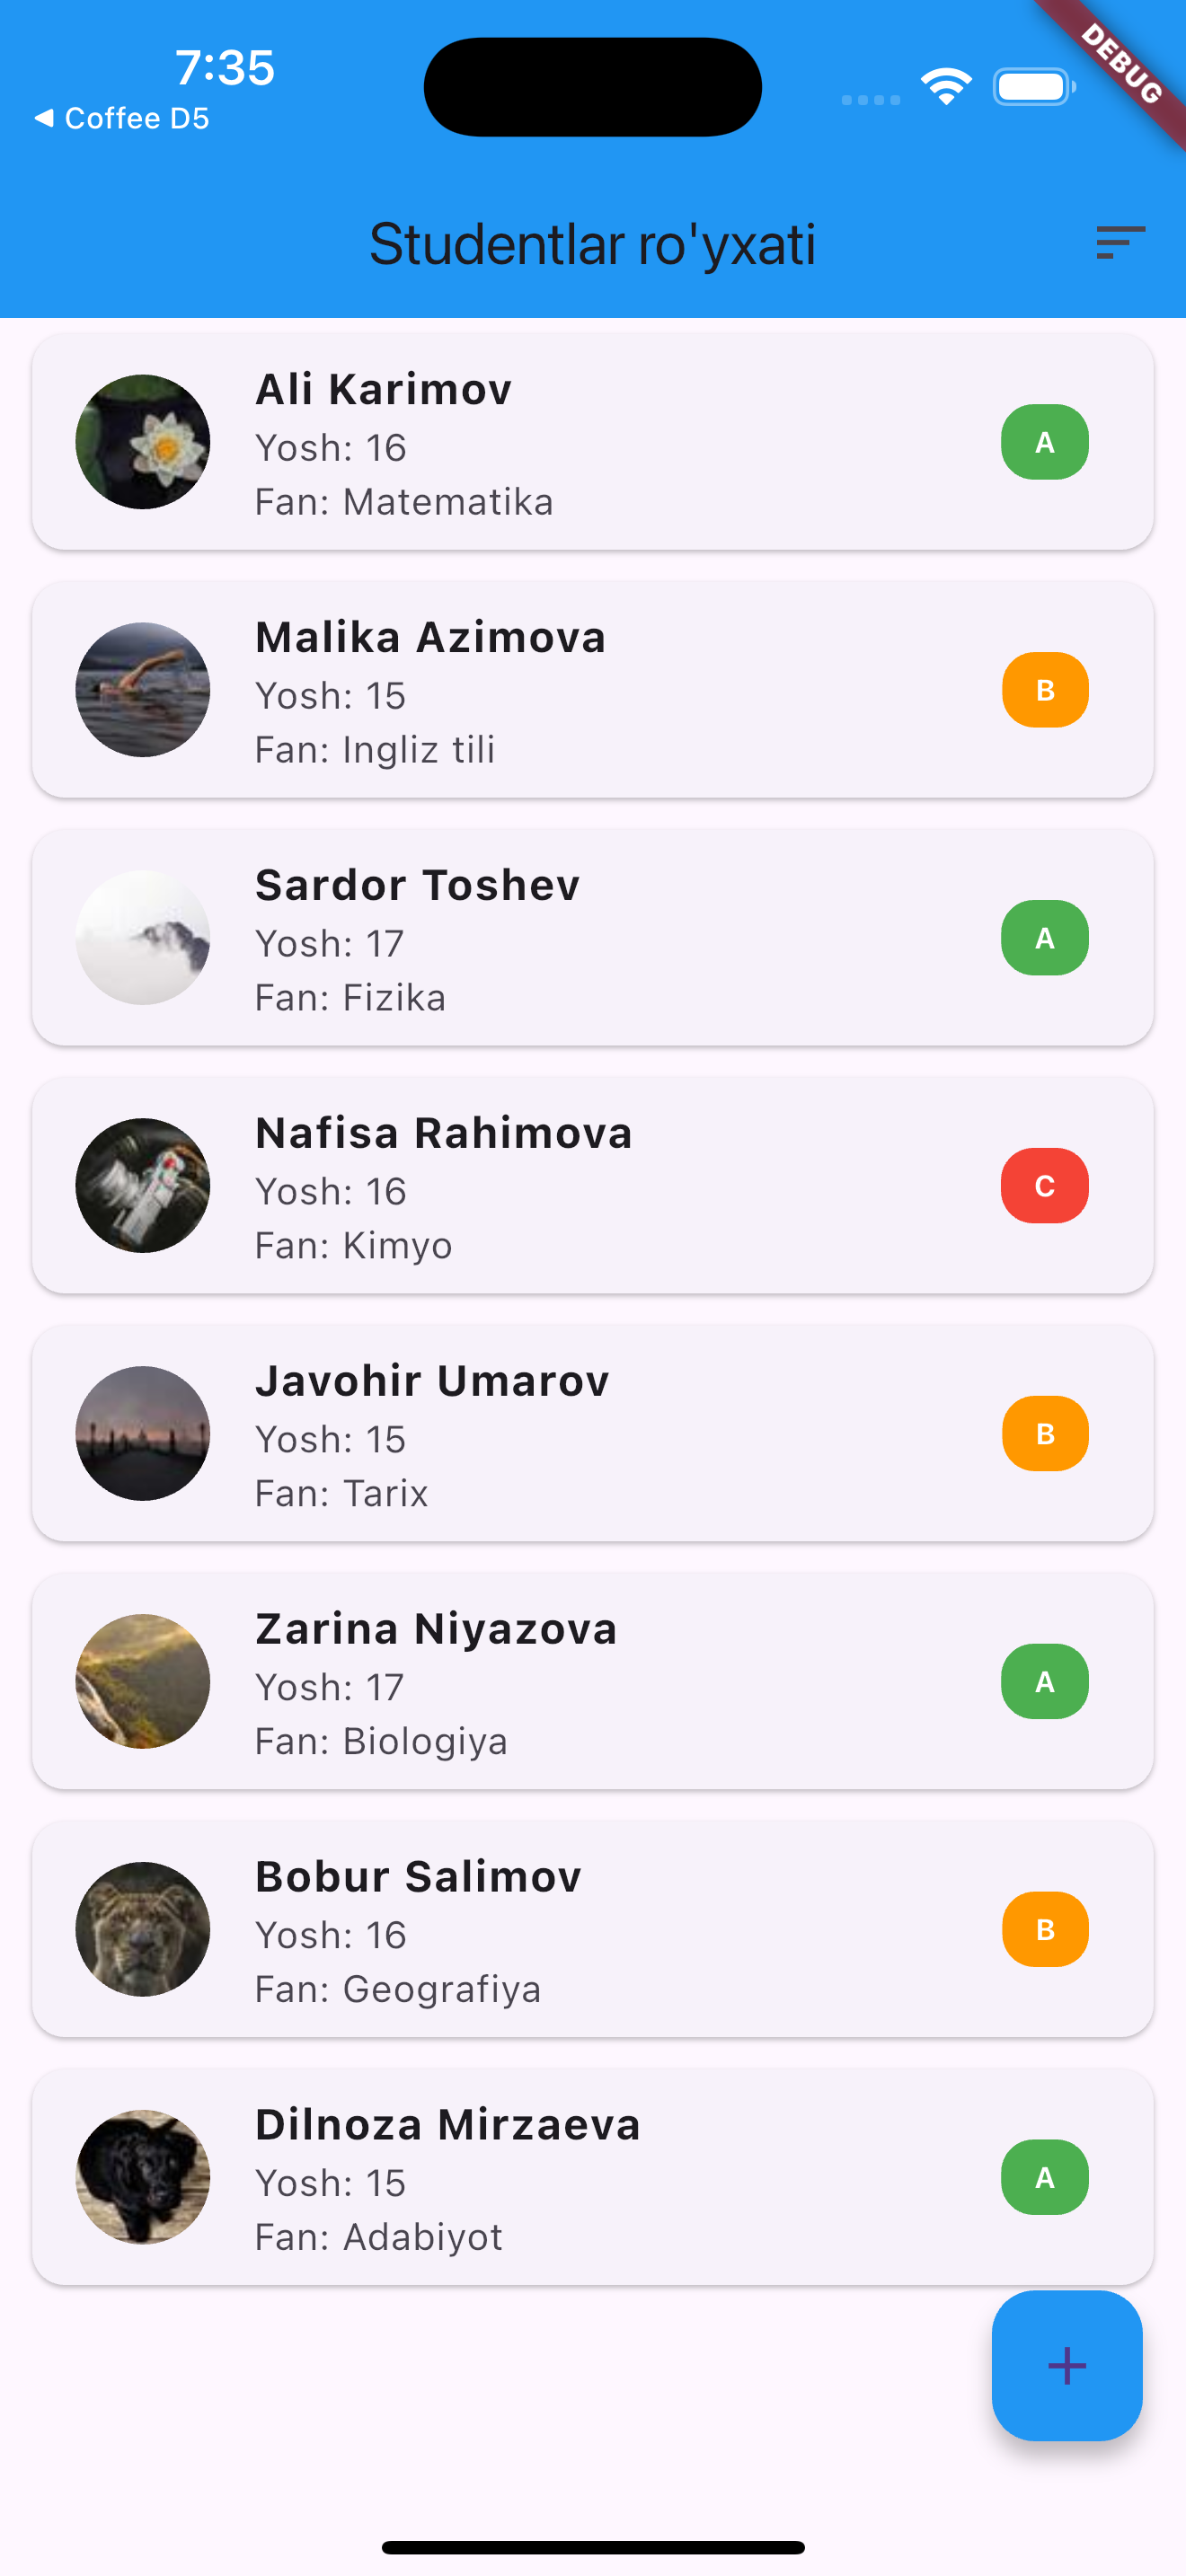 7:35
DEBUG
◀ Coffee D5
Studentlar ro'yxati
Ali Karimov
Yosh: 16
Fan: Matematika
A
Malika Azimova
Yosh: 15
Fan: Ingliz tili
B
Sardor Toshev
Yosh: 17
Fan: Fizika
A
Nafisa Rahimova
Yosh: 16
Fan: Kimyo
C
Javohir Umarov
Yosh: 15
Fan: Tarix
B
Zarina Niyazova
Yosh: 17
Fan: Biologiya
A
Bobur Salimov
Yosh: 16
Fan: Geografiya
B
Dilnoza Mirzaeva
Yosh: 15
Fan: Adabiyot
A
+